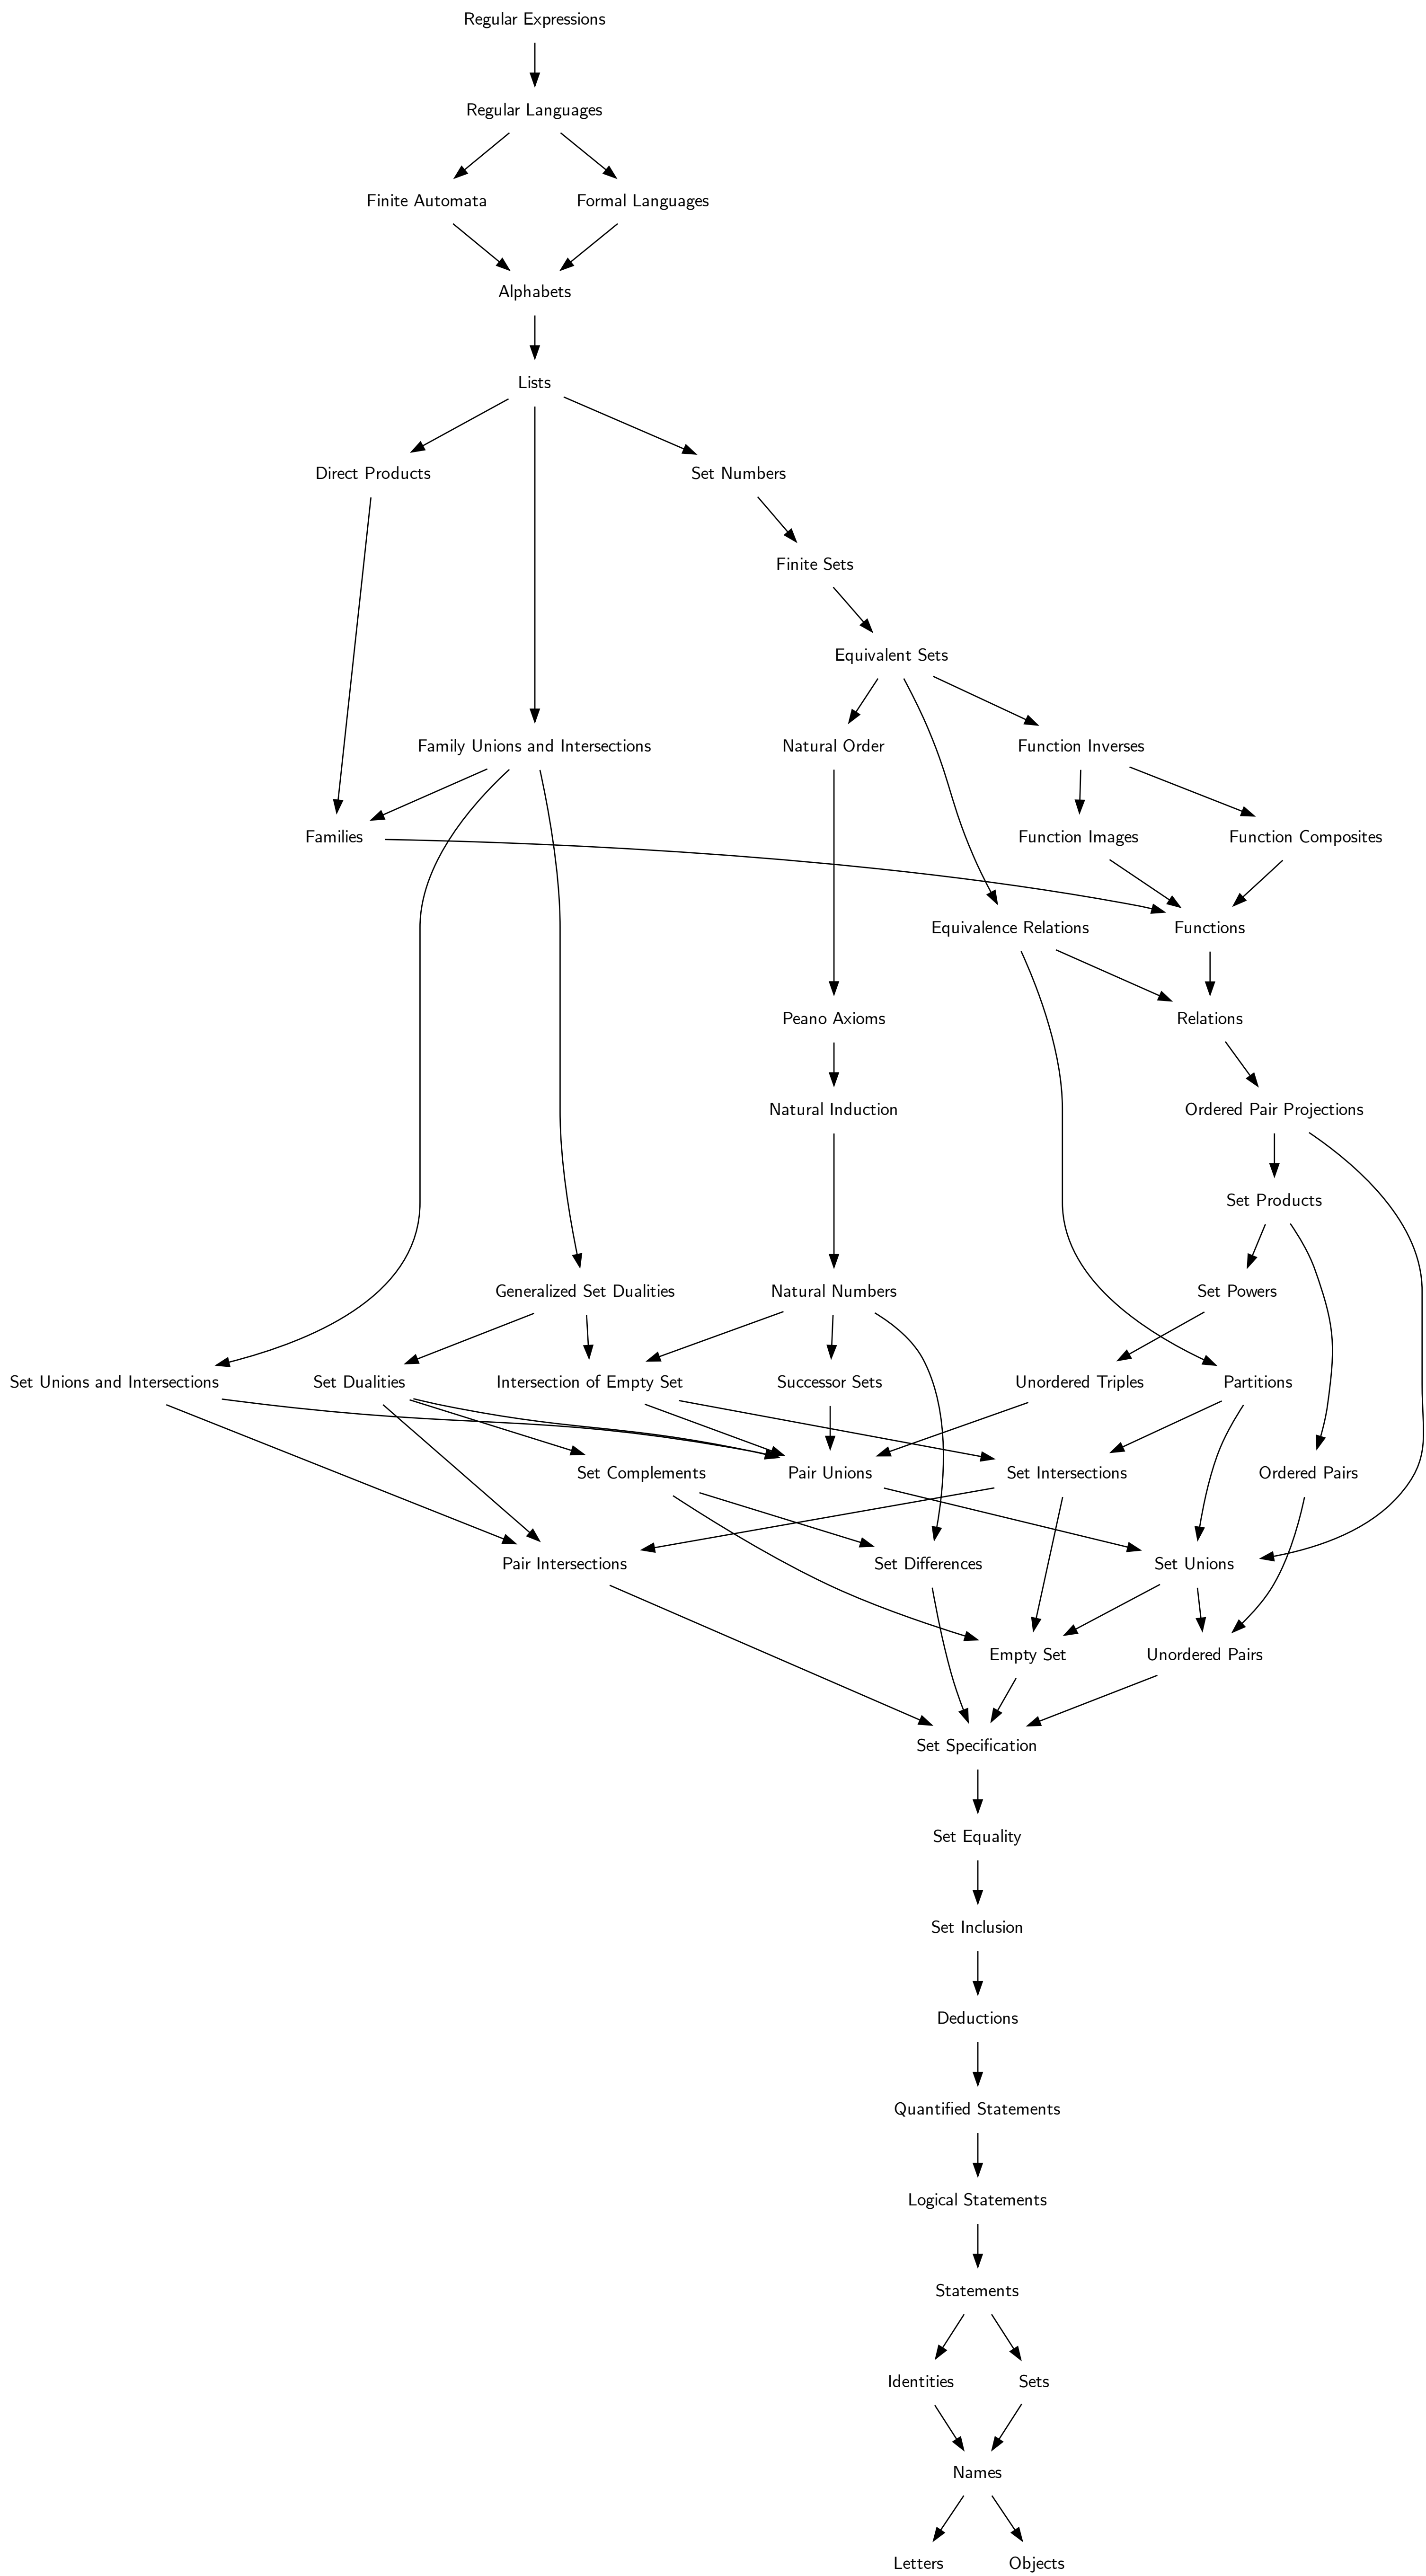 Regular Expressions
Regular Languages
Finite Automata
Formal Languages
Alphabets
Lists
Direct Products
Set Numbers
Finite Sets
Equivalent Sets
Family Unions and Intersections
Natural Order
Function Inverses
Families
Function Images
Function Composites
Equivalence Relations
Functions
Peano Axioms
Relations
Natural Induction
Ordered Pair Projections
Set Products
Generalized Set Dualities
Natural Numbers
Set Powers
Set Unions and Intersections
Set Dualities
Intersection of Empty Set
Successor Sets
Unordered Triples
Partitions
Set Complements
Pair Unions
Set Intersections
Ordered Pairs
Pair Intersections
Set Differences
Set Unions
Empty Set
Unordered Pairs
Set Specification
Set Equality
Set Inclusion
Deductions
Quantified Statements
Logical Statements
Statements
Identities
Sets
Names
Letters
Objects